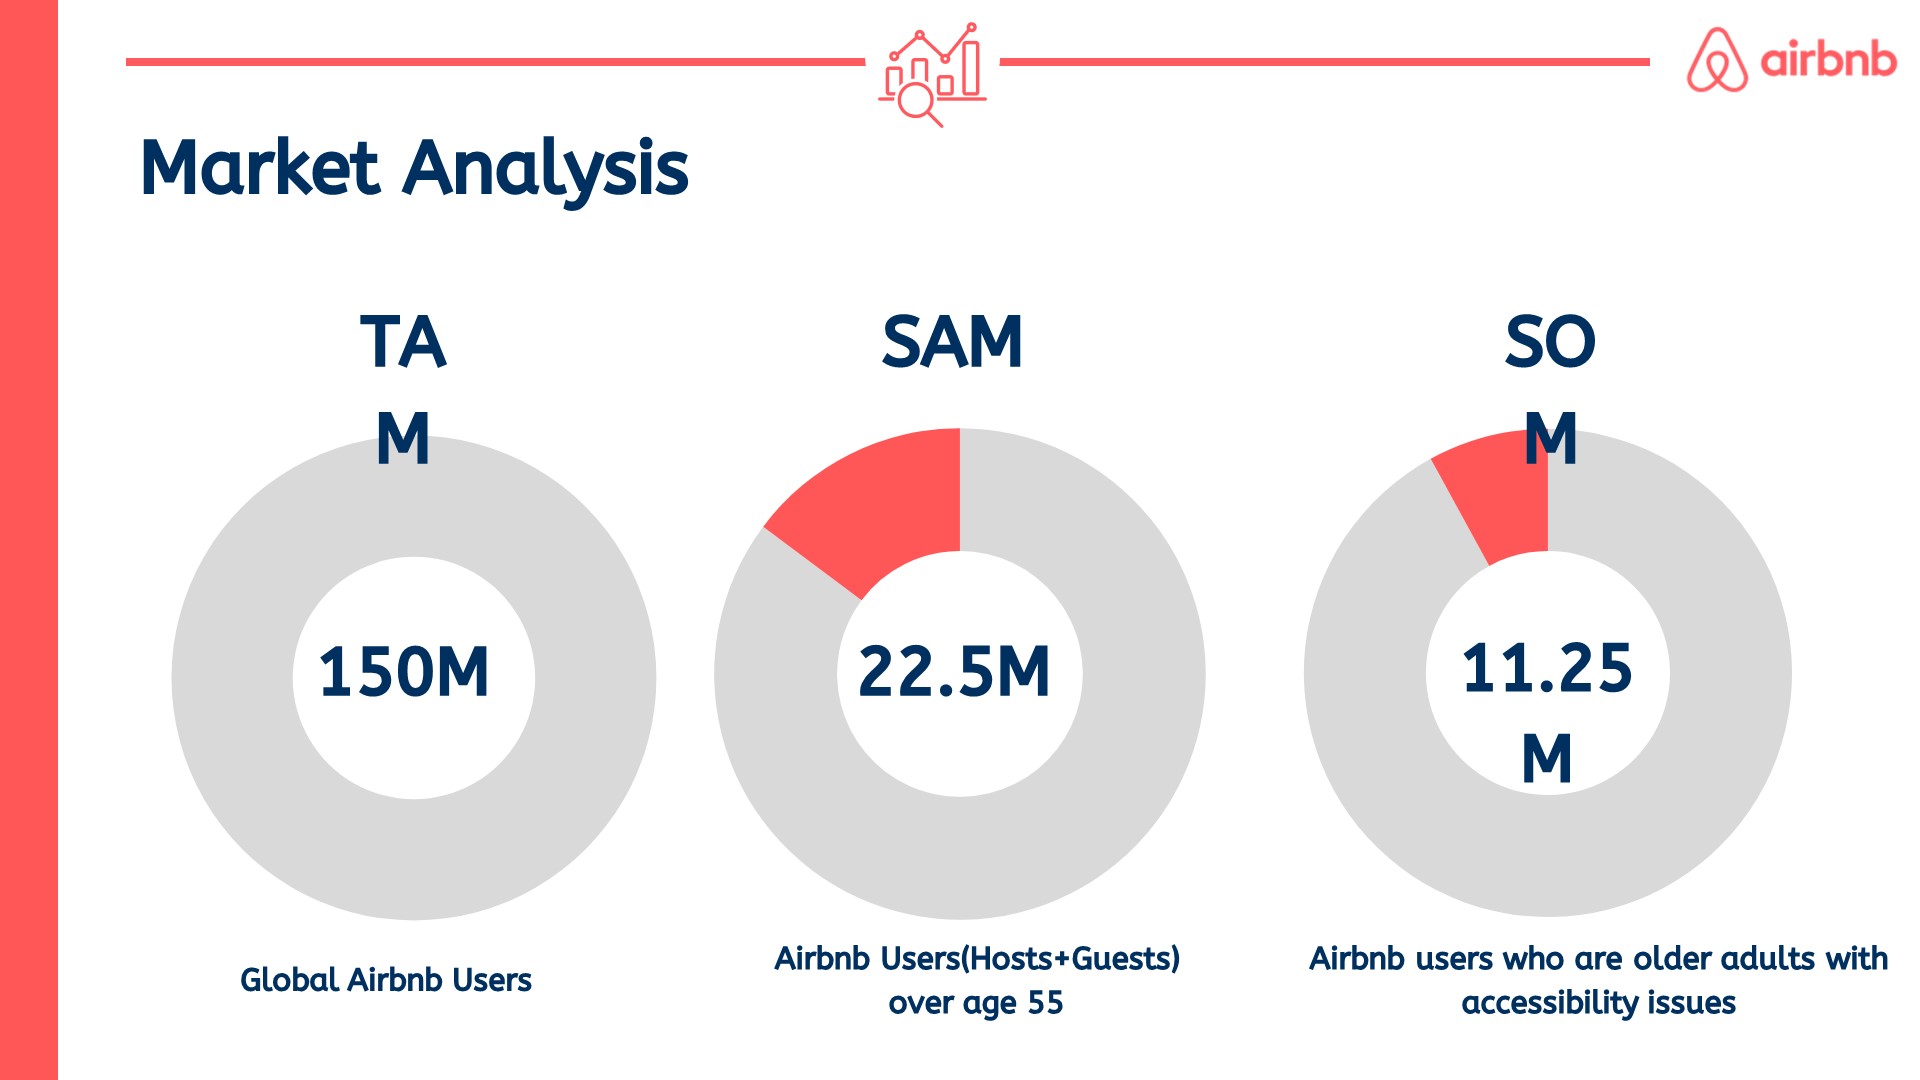 airbnb
Market Analysis
TA
M
SAM
SO
M
150M
22.5M
11.25
M
Global Airbnb Users
Airbnb Users(Hosts+Guests)
over age 55
Airbnb users who are older adults with
accessibility issues